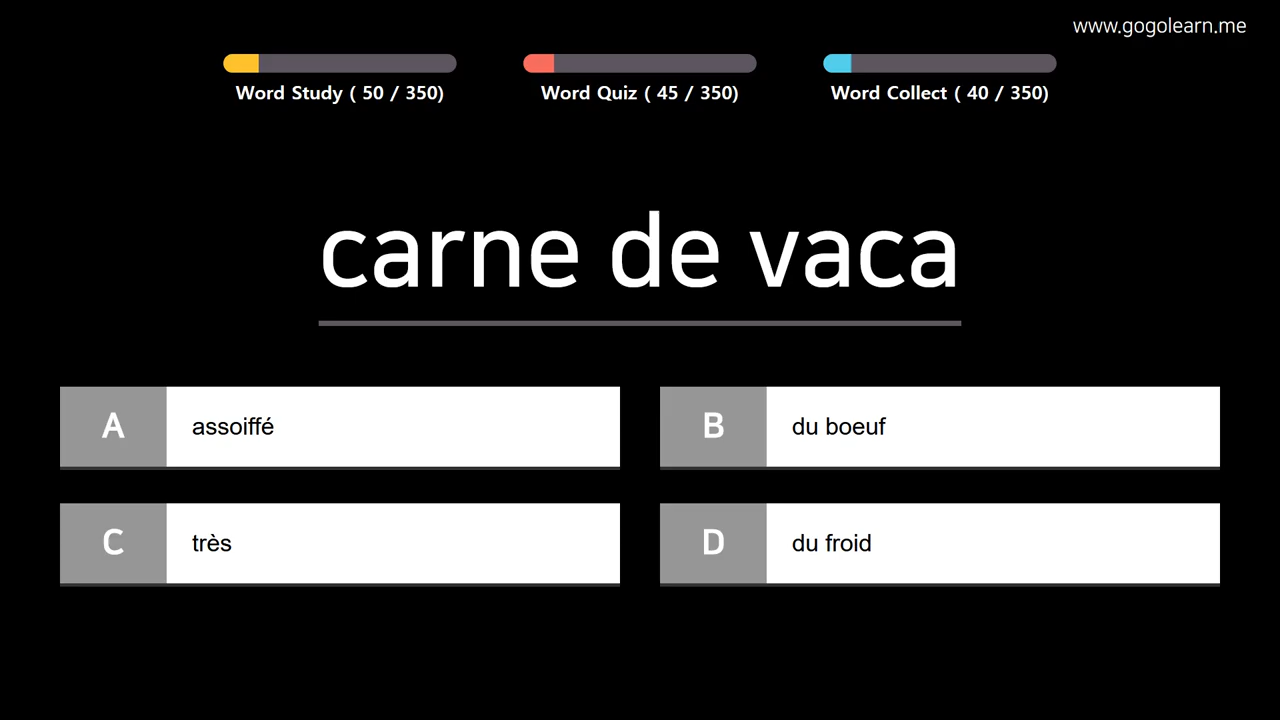 www.gogolearn.me
Word Study ( 50 / 350)
Word Quiz ( 45 / 350)
Word Collect ( 40 / 350)
carne de vaca
A
assoiffé
B
du boeuf
C
très
D
du froid